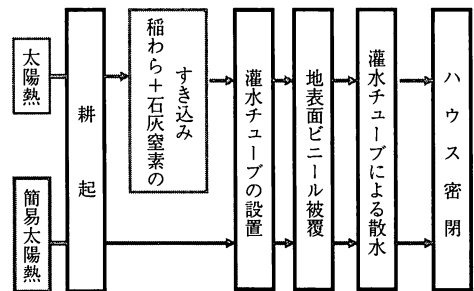 太陽熱
簡易太陽熱
耕起
稲わら＋石灰窒素の
すき込み
灌水チューブの設置
地表面ビニール被覆
灌水チューブによる散水
ハウス密閉